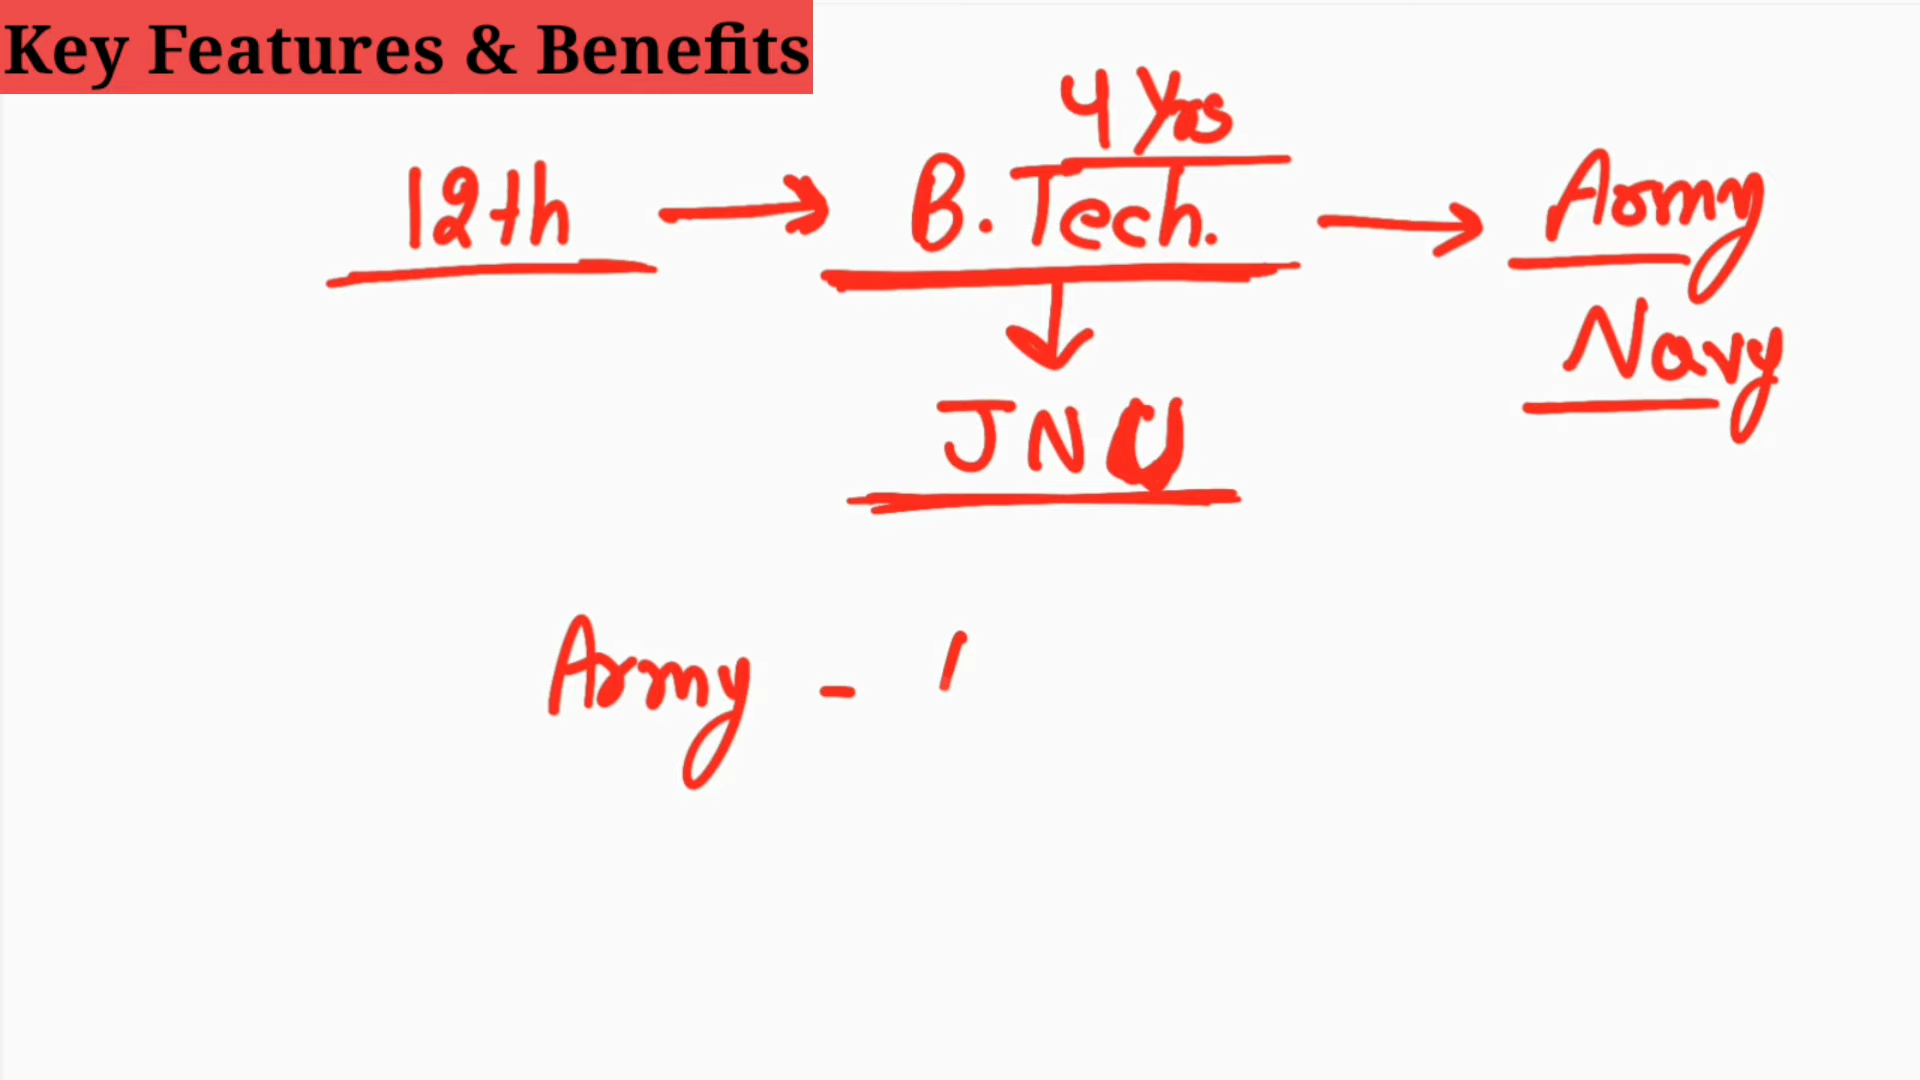 Key Features & Benefits
4 Yrs
12th → B.Tech. → Army
Navy
JNU
Army -